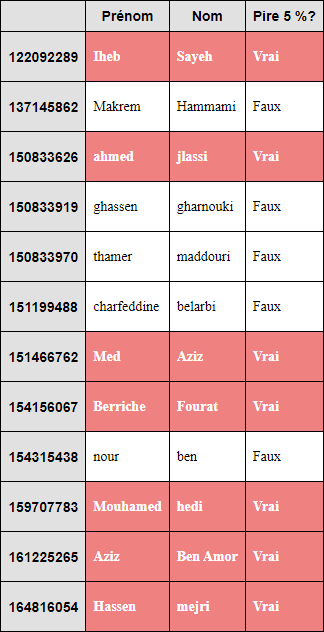 Prénom Nom Pire 5 %?
122092289 Iheb Sayeh Vrai
137145862 Makrem Hammami Faux
150833626 ahmed jlassi Vrai
150833919 ghassen gharnouki Faux
150833970 thamer maddouri Faux
151199488 charfeddine belarbi Faux
151466762 Med Aziz Vrai
154156067 Berriche Fourat Vrai
154315438 nour ben Faux
159707783 Mouhamed hedi Vrai
161225265 Aziz Ben Amor Vrai
164816054 Hassen mejri Vrai